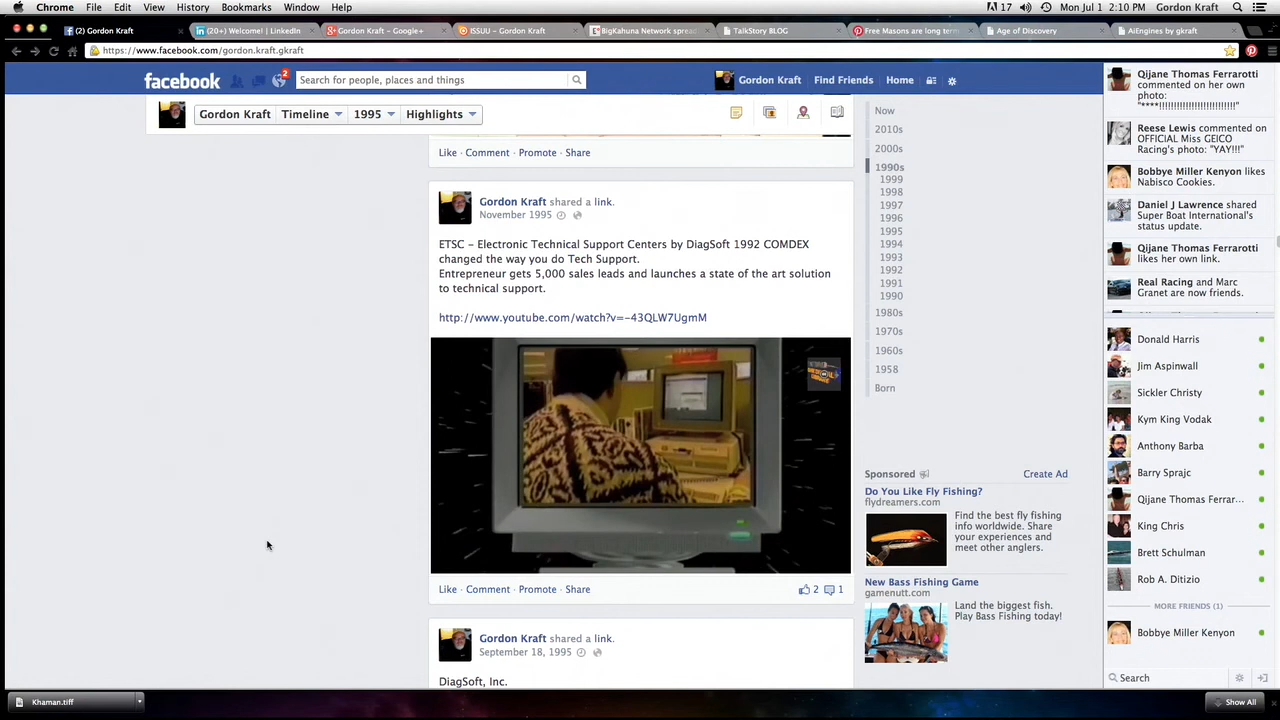 Chrome File Edit View History Bookmarks Window Help
17 Mon Jul 1 2:10 PM Gordon Kraft
(2) Gordon Kraft
(20+) Welcome! | LinkedIn
Gordon Kraft - Google+
ISSUU - Gordon Kraft
BigKahuna Network spread
TalkStory BLOG
Free Masons are long term
Age of Discovery
AiEngines by gkraft
https://www.facebook.com/gordon.kraft.gkraft
facebook
2
Search for people, places and things
Gordon Kraft Find Friends Home
Gordon Kraft Timeline 1995 Highlights
Like · Comment · Promote · Share
Gordon Kraft shared a link.
November 1995
ETSC - Electronic Technical Support Centers by DiagSoft 1992 COMDEX
changed the way you do Tech Support.
Entrepreneur gets 5,000 sales leads and launches a state of the art solution
to technical support.
http://www.youtube.com/watch?v=-43QLW7UgmM
Like · Comment · Promote · Share
2 1
Gordon Kraft shared a link.
September 18, 1995
DiagSoft, Inc.
Now
2010s
2000s
1990s
1999
1998
1997
1996
1995
1994
1993
1992
1991
1990
1980s
1970s
1960s
1958
Born
Sponsored
Create Ad
Do You Like Fly Fishing?
flydreamers.com
Find the best fly fishing
info worldwide. Share
your experiences and
meet other anglers.
New Bass Fishing Game
gamenutt.com
Land the biggest fish.
Play Bass Fishing today!
Qijane Thomas Ferrarotti
commented on her own
photo:
"****!!!!!!!!!!!!!!!!!!!!!!!!!!"
Reese Lewis commented on
OFFICIAL Miss GEICO
Racing's photo: "YAY!!!"
Bobbye Miller Kenyon likes
Nabisco Cookies.
Daniel J Lawrence shared
Super Boat International's
status update.
Qijane Thomas Ferrarotti
likes her own link.
Real Racing and Marc
Granet are now friends.
Donald Harris
Jim Aspinwall
Sickler Christy
Kym King Vodak
Anthony Barba
Barry Sprajc
Qijane Thomas Ferrar...
King Chris
Brett Schulman
Rob A. Ditizio
MORE FRIENDS (1)
Bobbye Miller Kenyon
Search
Khaman.tiff
Show All